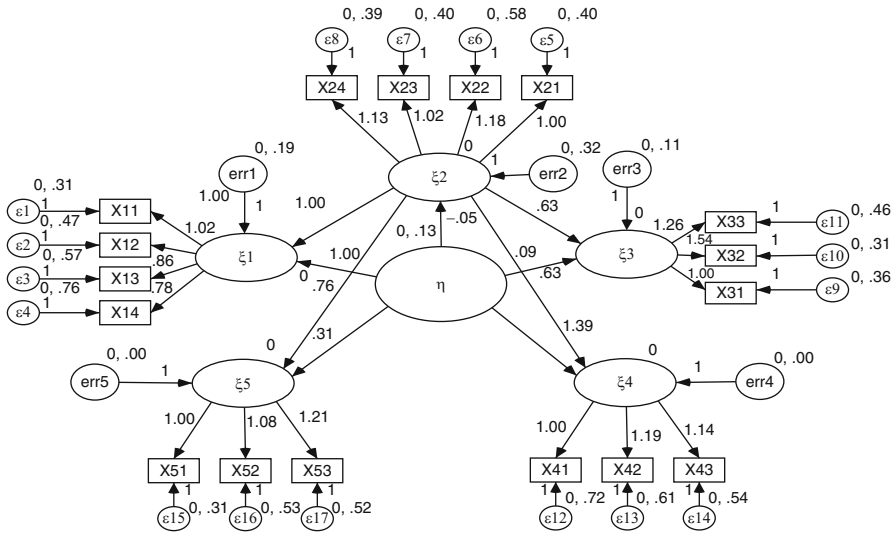 0, .39
0, .40
0, .58
0, .40
ε8
ε7
ε6
ε5
1
1
1
1
X24
X23
X22
X21
1.13
1.02
1.18
1.00
0, .19
0
1
0, .32
0, .11
err1
ξ2
err2
err3
0, .31
1.00
1
1.00
1
0
ε1
1
X11
0, .47
1.02
ε2
1
X12
0, .57
.86
ε3
1
X13
0, .76
.78
ε4
1
X14
ξ1
0
1.00
0, .13
−.05
.63
.09
.63
ξ3
1.26
X33
1
ε11
0, .46
1.54
X32
1
ε10
0, .31
1.00
X31
1
ε9
0, .36
η
.76
.31
1.39
0, .00
0
0
0, .00
err5
1
ξ5
ξ4
1
err4
1.00
1.08
1.21
1.00
1.19
1.14
X51
X52
X53
X41
X42
X43
1
1
1
1
1
1
0, .31
0, .53
0, .52
0, .72
0, .61
0, .54
ε15
ε16
ε17
ε12
ε13
ε14